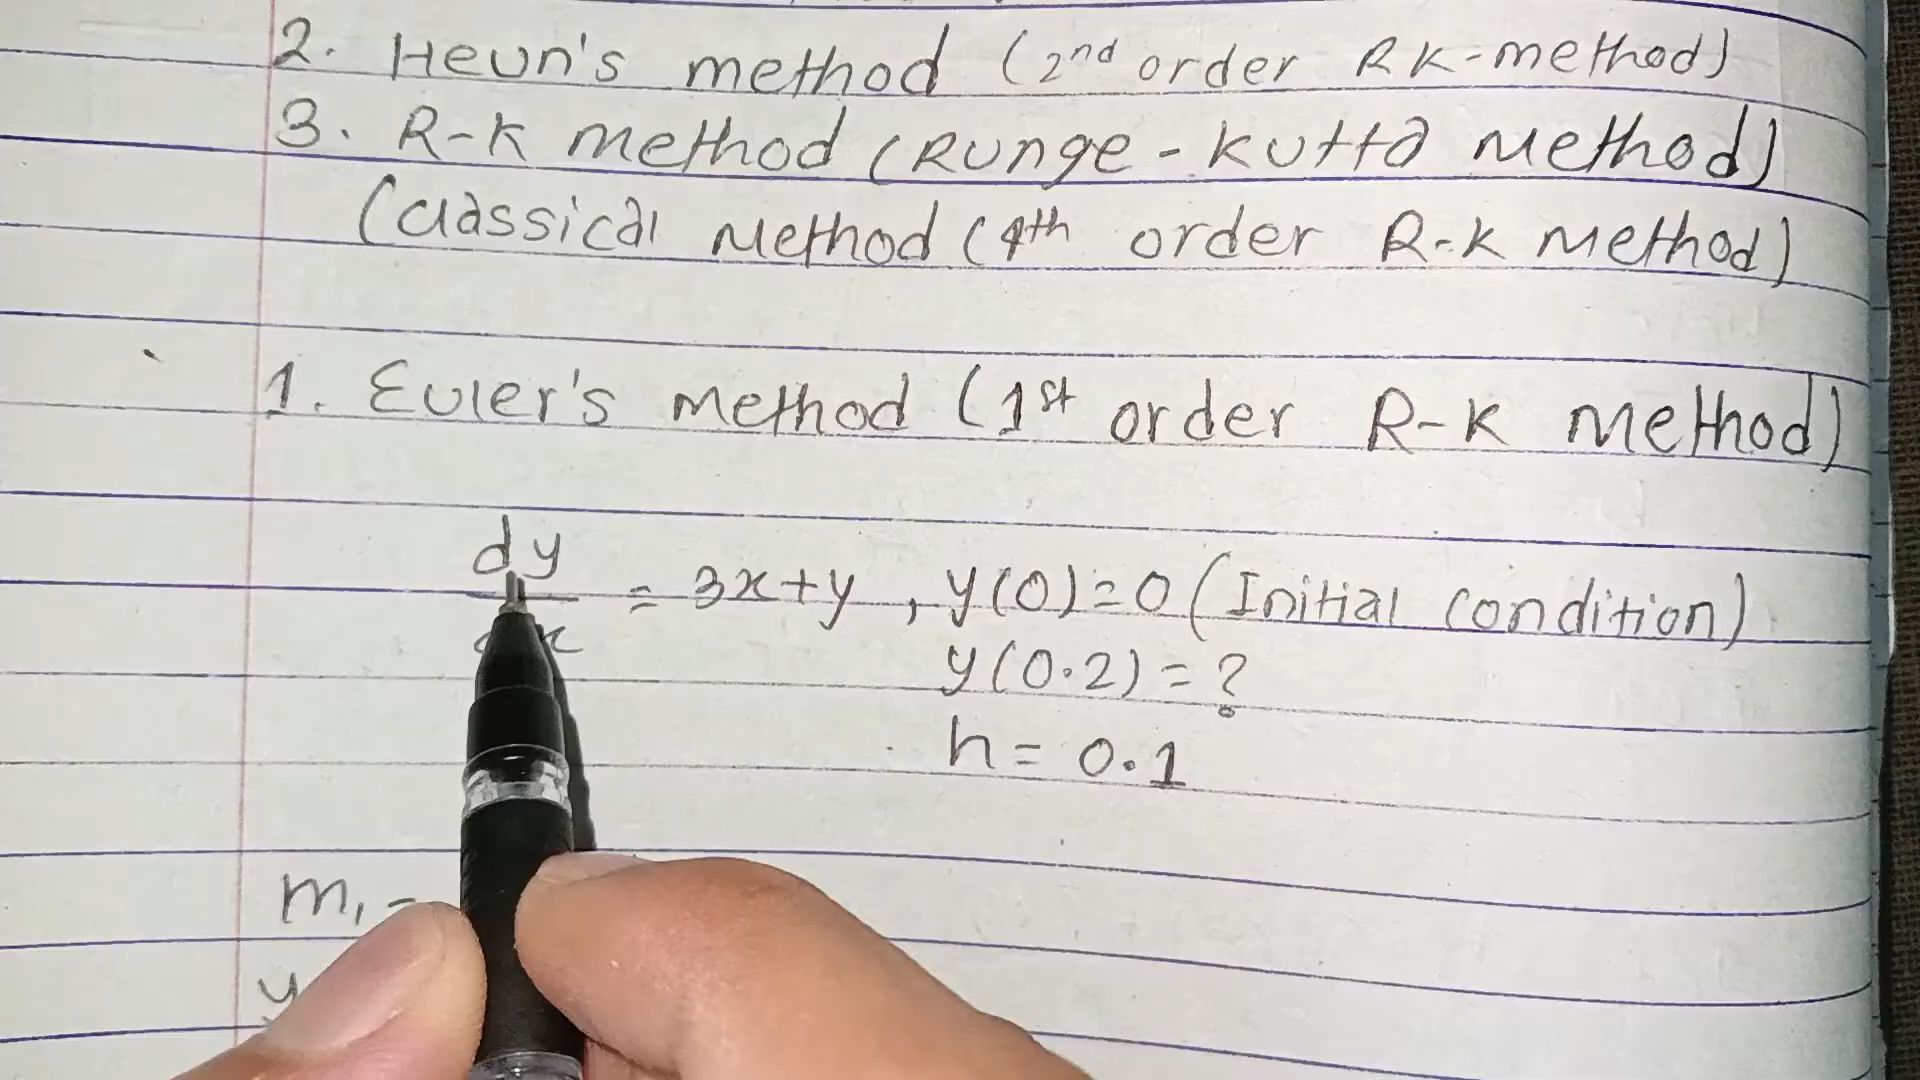 2. Heun's method (2nd order RK-method)
3. R-K method (Runge-Kutta Method)
(Classical Method (4th order R-K Method)
1. Euler's method (1st order R-K Method)
dy
= 3x+y, y(0)=0 (Initial condition)
y(0.2) = ?
h = 0.1
m₁ =
y